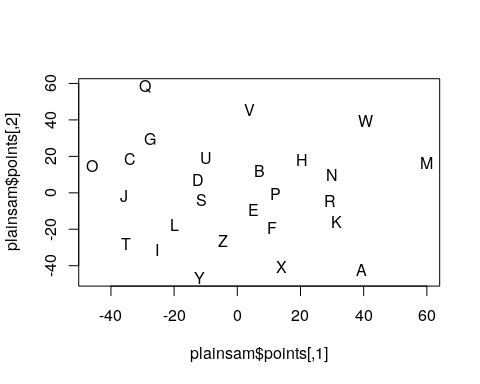 60
Q
V
40
W
G
20
C
U
H
M
O
B
N
D
0
J
S
P
R
E
-20
L
F
K
Z
T
I
-40
X
A
Y
-40
-20
0
20
40
60
plainsam$points[,1]
plainsam$points[,2]